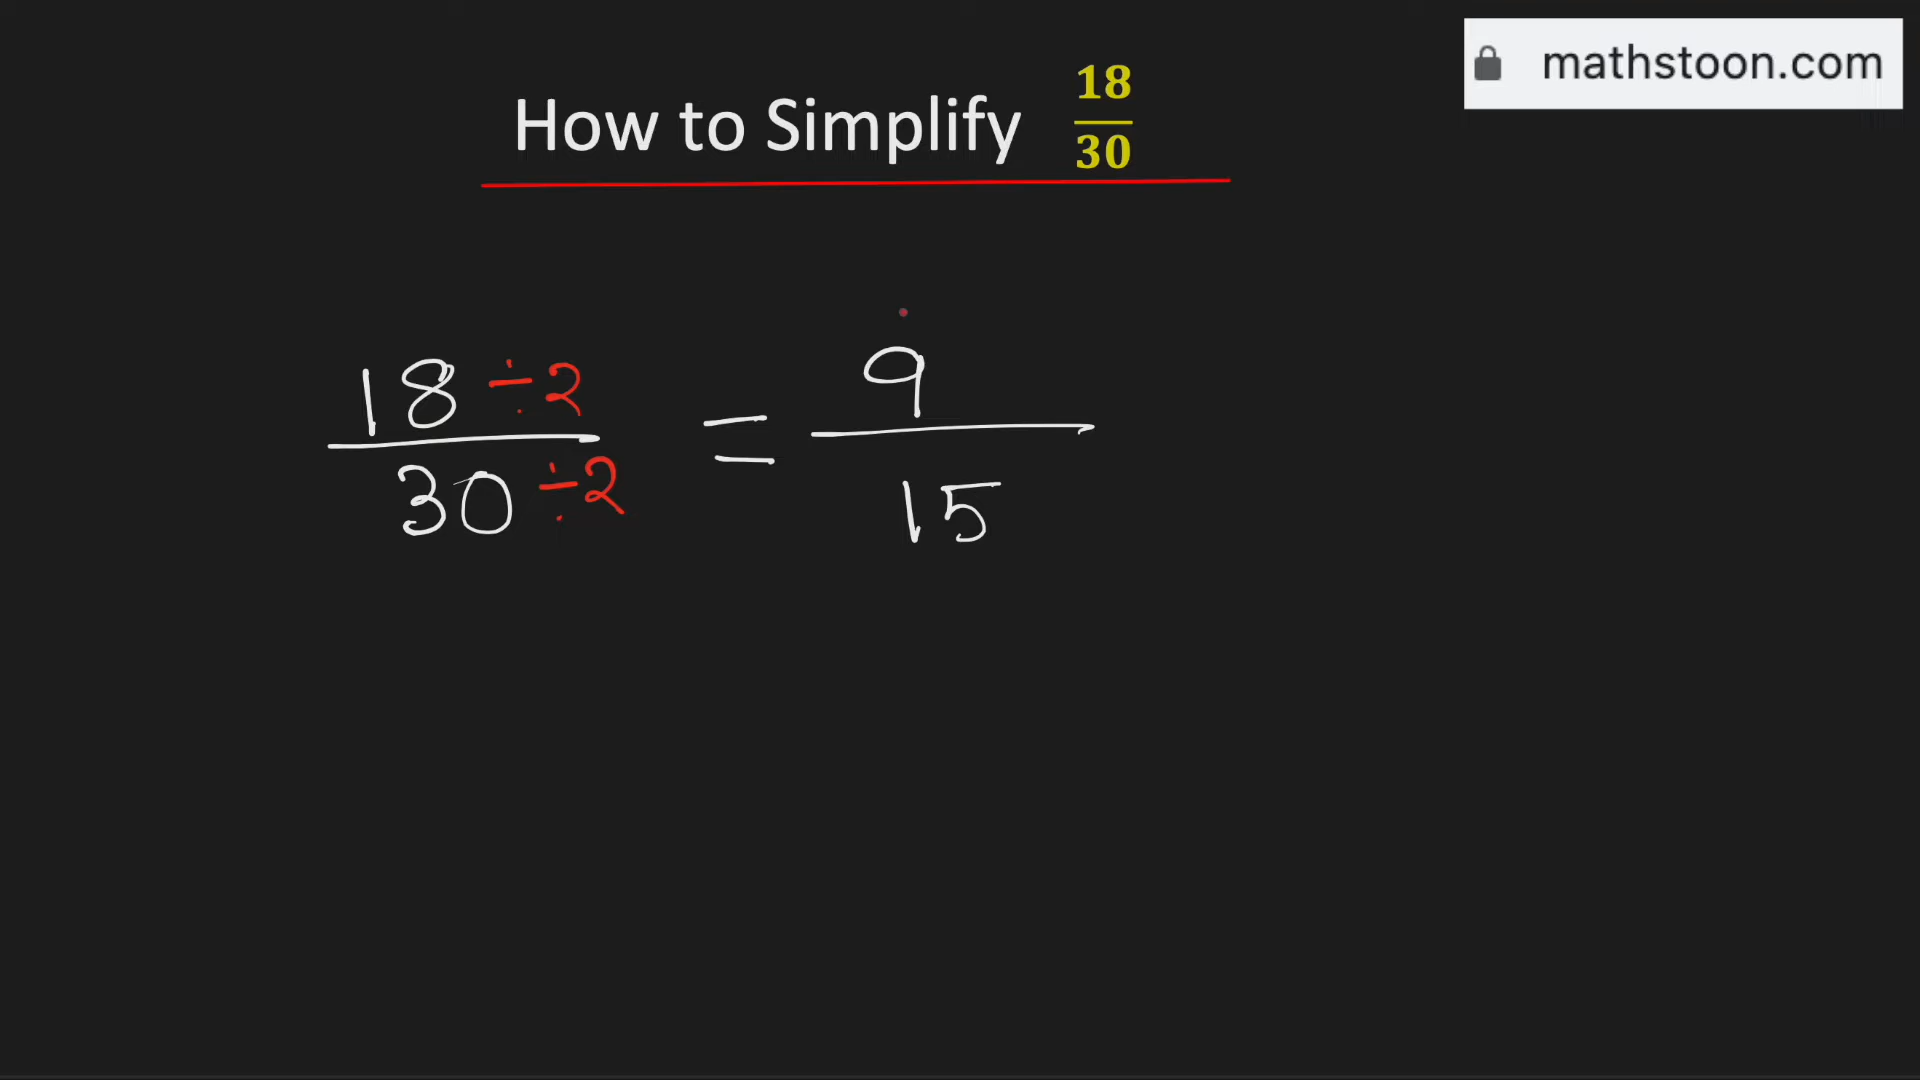 mathstoon.com
How to Simplify 18/30
18 ÷2 / 30 ÷2 = 9 / 15